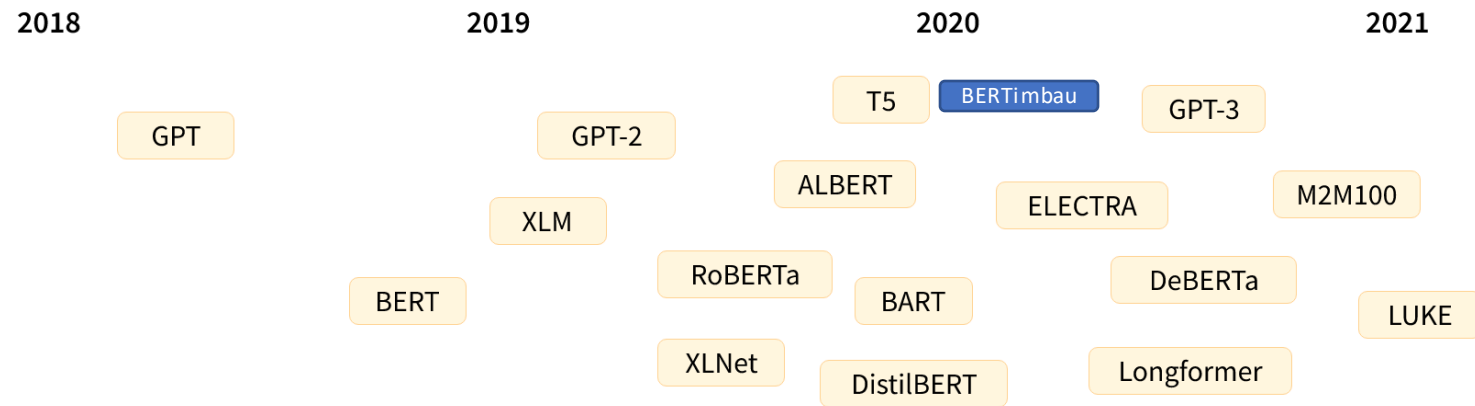 2018 2019 2020 2021
T5 BERTimbau GPT-3
GPT GPT-2
ALBERT M2M100
XLM ELECTRA
RoBERTa DeBERTa
BERT BART LUKE
XLNet DistilBERT Longformer